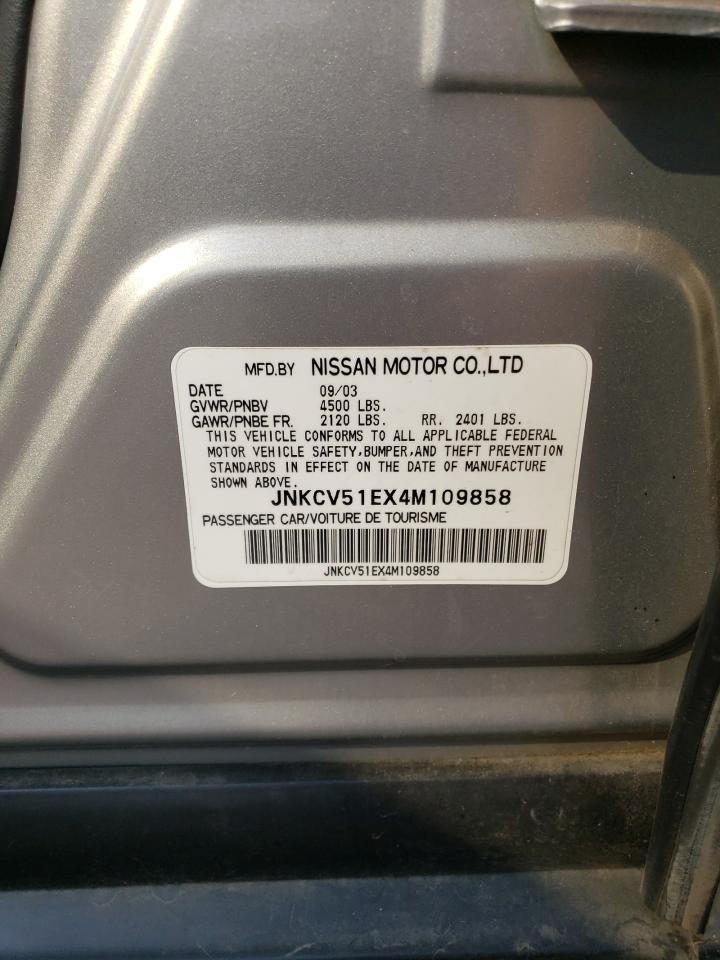 MFD.BY NISSAN MOTOR CO.,LTD
DATE 09/03
GVWR/PNBV 4500 LBS.
GAWR/PNBE FR. 2120 LBS. RR. 2401 LBS.
THIS VEHICLE CONFORMS TO ALL APPLICABLE FEDERAL
MOTOR VEHICLE SAFETY,BUMPER,AND THEFT PREVENTION
STANDARDS IN EFFECT ON THE DATE OF MANUFACTURE
SHOWN ABOVE. JNKCV51EX4M109858
PASSENGER CAR/VOITURE DE TOURISME
JNKCV51EX4M109858